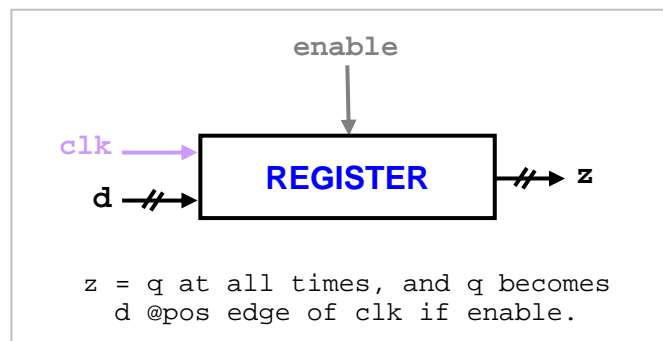 enable
clk
REGISTER
z
d
z = q at all times, and q becomes
d @pos edge of clk if enable.